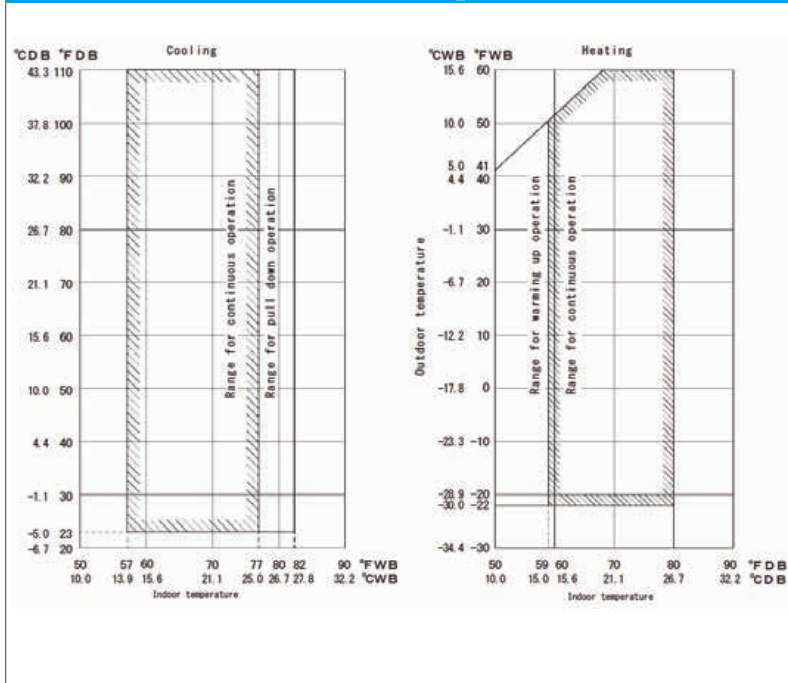 Cooling
°CDB °FDB
43.3 110
37.8 100
32.2 90
26.7 80
21.1 70
15.6 60
10.0 50
4.4 40
-1.1 30
-5.0 23
-6.7 20
Range for continuous operation
Range for pull down operation
50 57 60 70 77 80 82 90 °FWB
10.0 13.9 15.6 21.1 25.0 26.7 27.8 32.2 °CWB
Indoor temperature
Heating
°CWB °FWB
15.6 60
10.0 50
5.0 41
4.4 40
-1.1 30
-6.7 20
-12.2 10
-17.8 0
-23.3 -10
-28.9 -20
-30.0 -22
-34.4 -30
Outdoor temperature
Range for warming up operation
Range for continuous operation
50 59 60 70 80 90 °FDB
10.0 15.0 15.6 21.1 26.7 32.2 °CDB
Indoor temperature